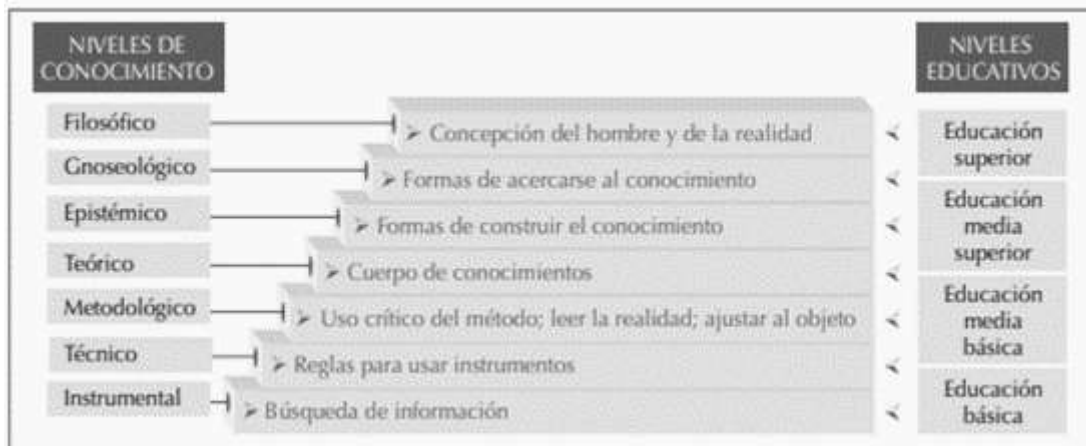 NIVELES DE
CONOCIMIENTO
NIVELES
EDUCATIVOS
Filosófico
➢ Concepción del hombre y de la realidad
Gnoseológico
➢ Formas de acercarse al conocimiento
Epistémico
➢ Formas de construir el conocimiento
Teórico
➢ Cuerpo de conocimientos
Metodológico
➢ Uso crítico del método; leer la realidad; ajustar al objeto
Técnico
➢ Reglas para usar instrumentos
Instrumental
➢ Búsqueda de información
Educación
superior
Educación
media
superior
Educación
media
básica
Educación
básica